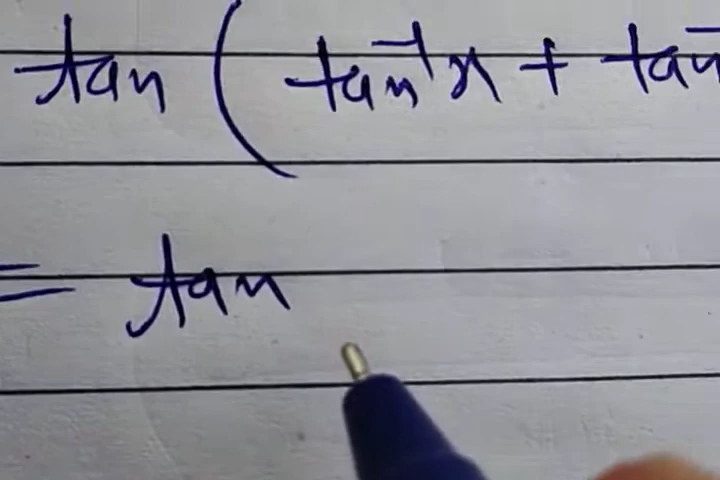 tan ( tan⁻¹x + tan⁻
= tan